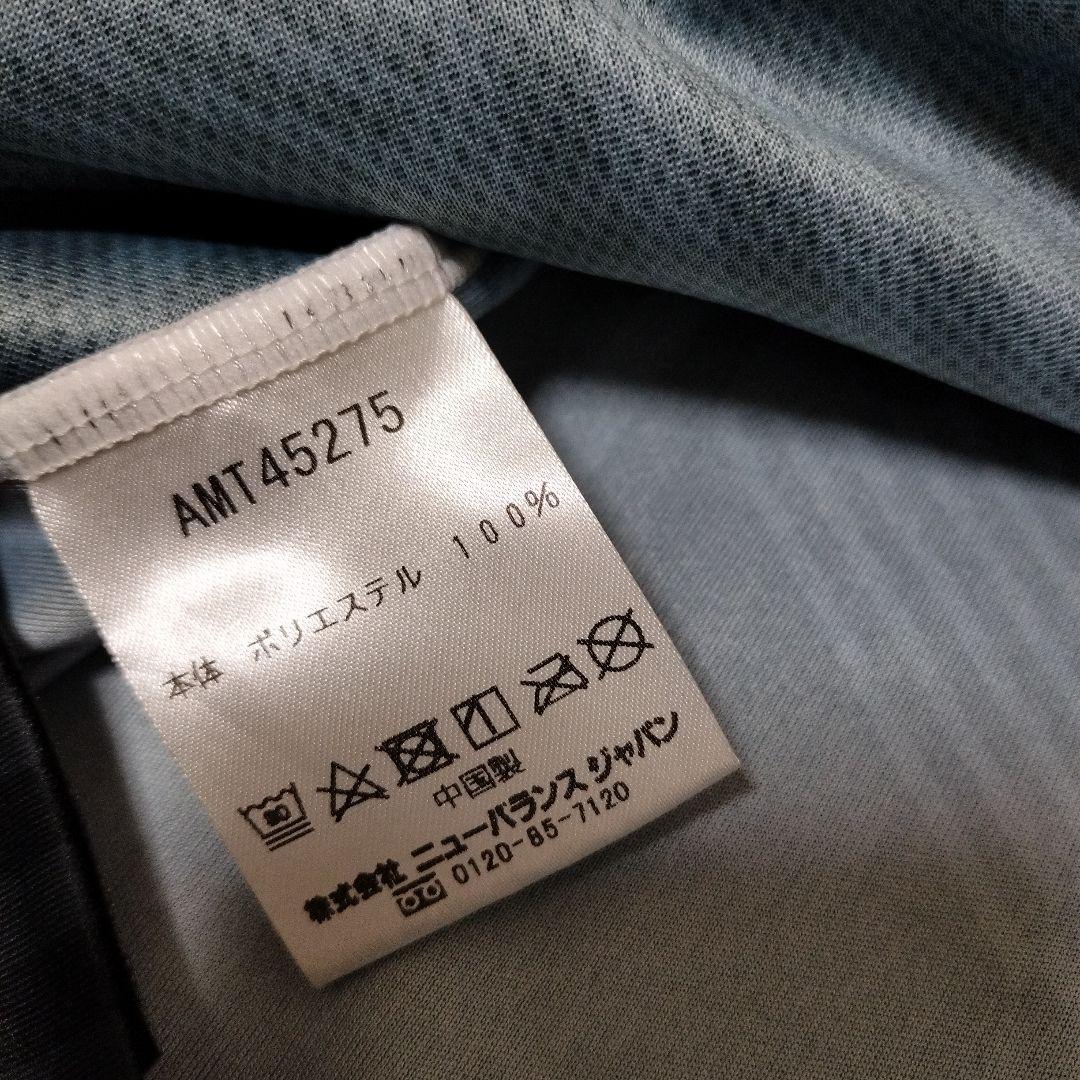 AMT45275
本体 ポリエステル 100%
中国製
株式会社 ニューバランス ジャパン
0120-85-7120